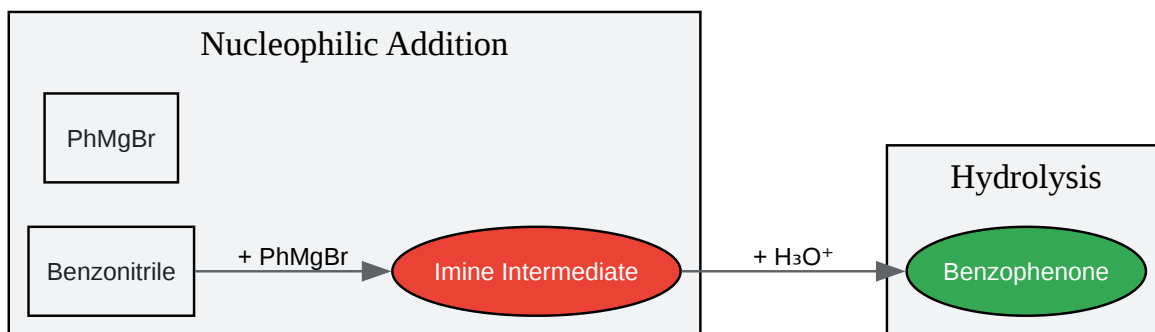 Nucleophilic Addition
PhMgBr
Hydrolysis
Benzonitrile
+ PhMgBr
Imine Intermediate
+ H₃O⁺
Benzophenone